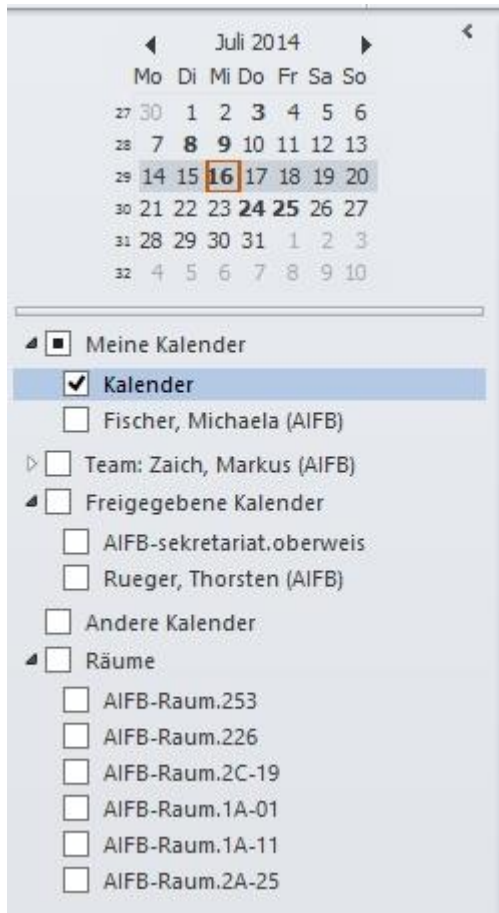 Juli 2014
Mo Di Mi Do Fr Sa So
27 30 1 2 3 4 5 6
28 7 8 9 10 11 12 13
29 14 15 16 17 18 19 20
30 21 22 23 24 25 26 27
31 28 29 30 31 1 2 3
32 4 5 6 7 8 9 10
Meine Kalender
Kalender
Fischer, Michaela (AIFB)
Team: Zaich, Markus (AIFB)
Freigegebene Kalender
AIFB-sekretariat.oberweis
Rueger, Thorsten (AIFB)
Andere Kalender
Räume
AIFB-Raum.253
AIFB-Raum.226
AIFB-Raum.2C-19
AIFB-Raum.1A-01
AIFB-Raum.1A-11
AIFB-Raum.2A-25